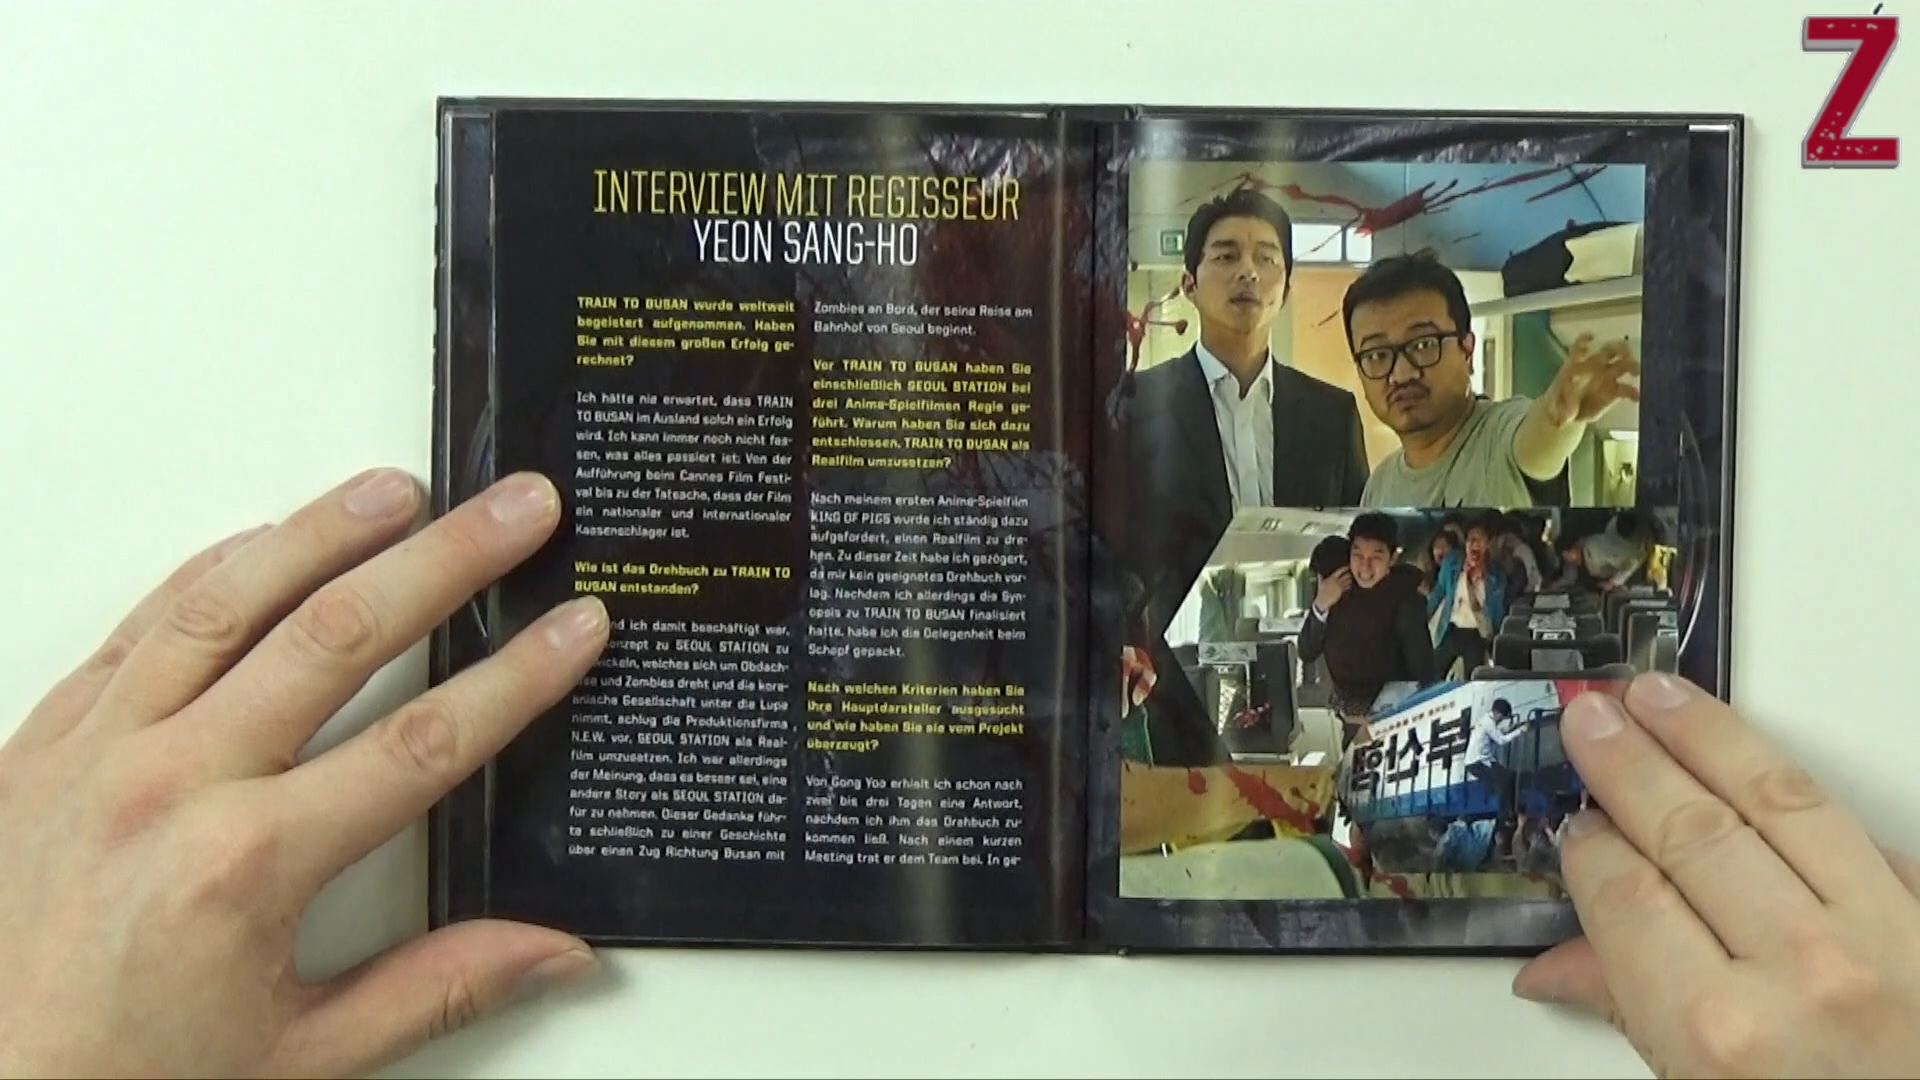 Z
INTERVIEW MIT REGISSEUR
YEON SANG-HO
TRAIN TO BUSAN wurde weltweit
begeistert aufgenommen. Haben
Sie mit diesem großen Erfolg ge-
rechnet?
Ich hätte nie erwartet, dass TRAIN
TO BUSAN im Ausland solch ein Erfolg
wird. Ich kann immer noch nicht fas-
sen, was alles passiert ist: Von der
Aufführung beim Cannes Film Festi-
val bis zu der Tatsache, dass der Film
ein nationaler und internationaler
Kassenschlager ist.
Wie ist das Drehbuch zu TRAIN TO
BUSAN entstanden?
nd ich damit beschäftigt war,
onzept zu SEOUL STATION zu
wickeln, welches sich um Obdach-
se und Zombies dreht und die kore-
anische Gesellschaft unter die Lupe
nimmt, schlug die Produktionsfirma
N.E.W. vor, SEOUL STATION als Real-
film umzusetzen. Ich war allerdings
der Meinung, dass es besser sei, eine
andere Story als SEOUL STATION da-
für zu nehmen. Dieser Gedanke führ-
te schließlich zu einer Geschichte
über einen Zug Richtung Busan mit
Zombies an Bord, der seine Reise am
Bahnhof von Seoul beginnt.
Vor TRAIN TO BUSAN haben Sie
einschließlich SEOUL STATION bei
drei Anime-Spielfilmen Regie ge-
führt. Warum haben Sie sich dazu
entschlossen, TRAIN TO BUSAN als
Realfilm umzusetzen?
Nach meinem ersten Anime-Spielfilm
KING OF PIGS wurde ich ständig dazu
aufgefordert, einen Realfilm zu dre-
hen. Zu dieser Zeit habe ich gezögert,
da mir kein geeignetes Drehbuch vor-
lag. Nachdem ich allerdings die Syn-
opsis zu TRAIN TO BUSAN finalisiert
hatte, habe ich die Gelegenheit beim
Schopf gepackt.
Nach welchen Kriterien haben Sie
Ihre Hauptdarsteller ausgesucht
und wie haben Sie sie vom Projekt
überzeugt?
Von Gong Yoo erhielt ich schon nach
zwei bis drei Tagen eine Antwort,
nachdem ich ihm das Drehbuch zu-
kommen ließ. Nach einem kurzen
Meeting trat er dem Team bei. In ge-